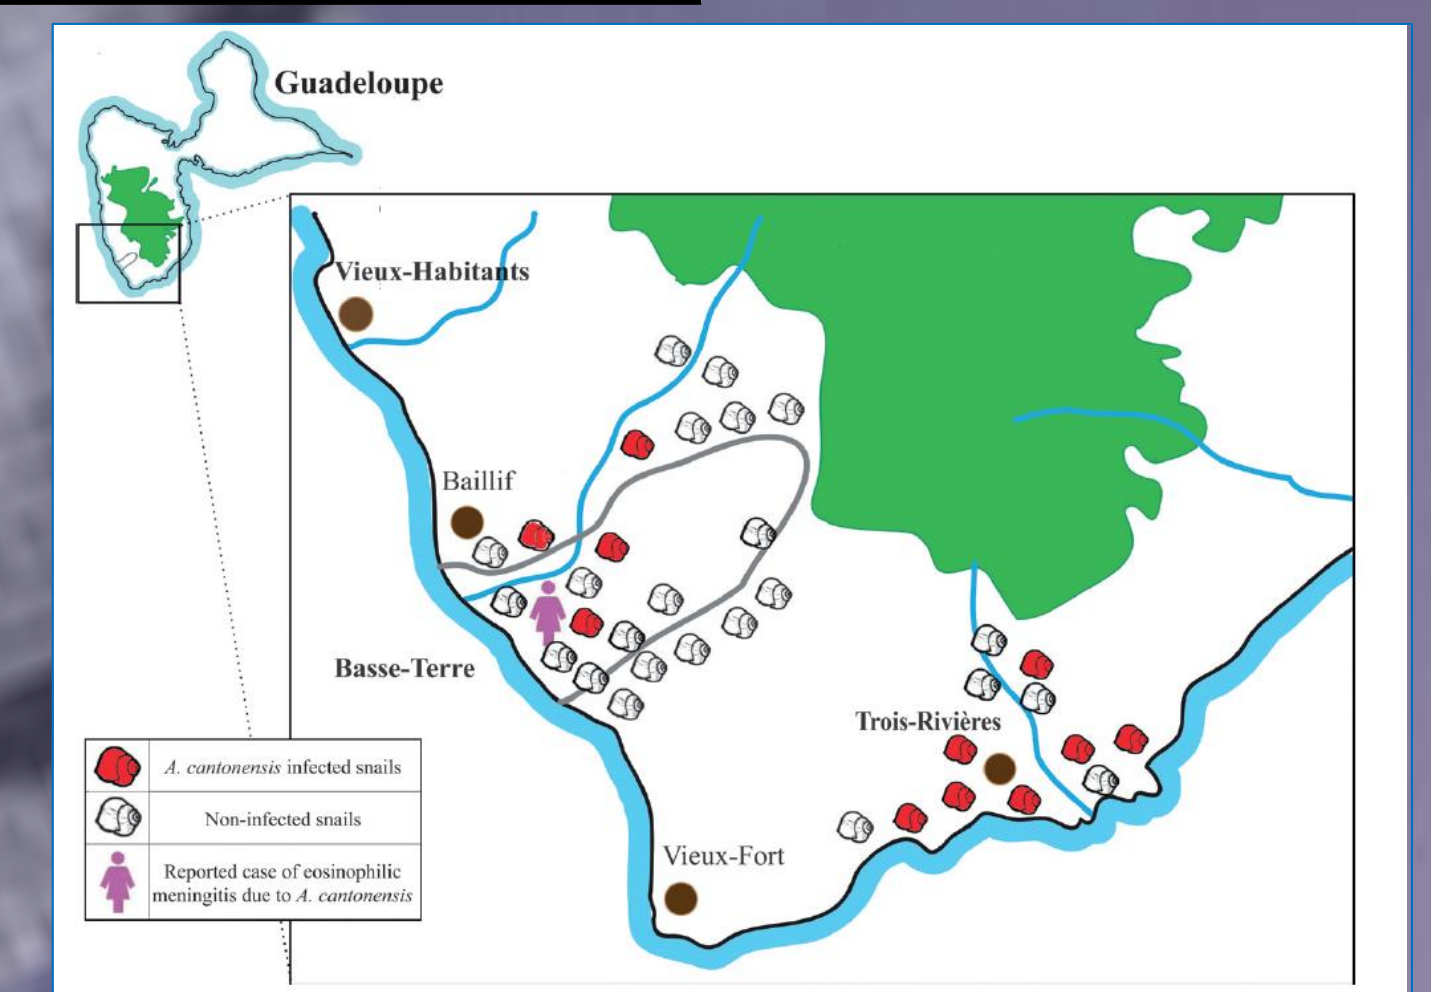 Guadeloupe
Vieux-Habitants
Baillif
Basse-Terre
Trois-Rivières
Vieux-Fort
A. cantonensis infected snails
Non-infected snails
Reported case of eosinophilic
meningitis due to A. cantonensis